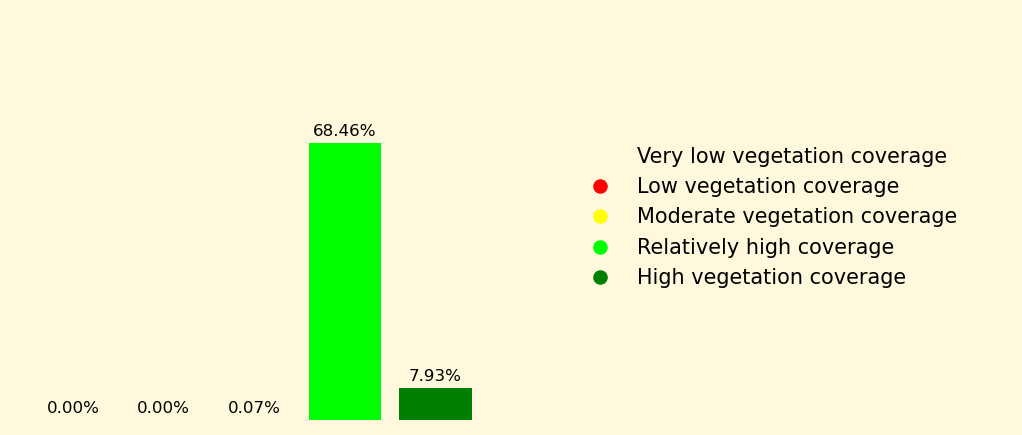 68.46%
7.93%
0.00%
0.00%
0.07%
Very low vegetation coverage
Low vegetation coverage
Moderate vegetation coverage
Relatively high coverage
High vegetation coverage